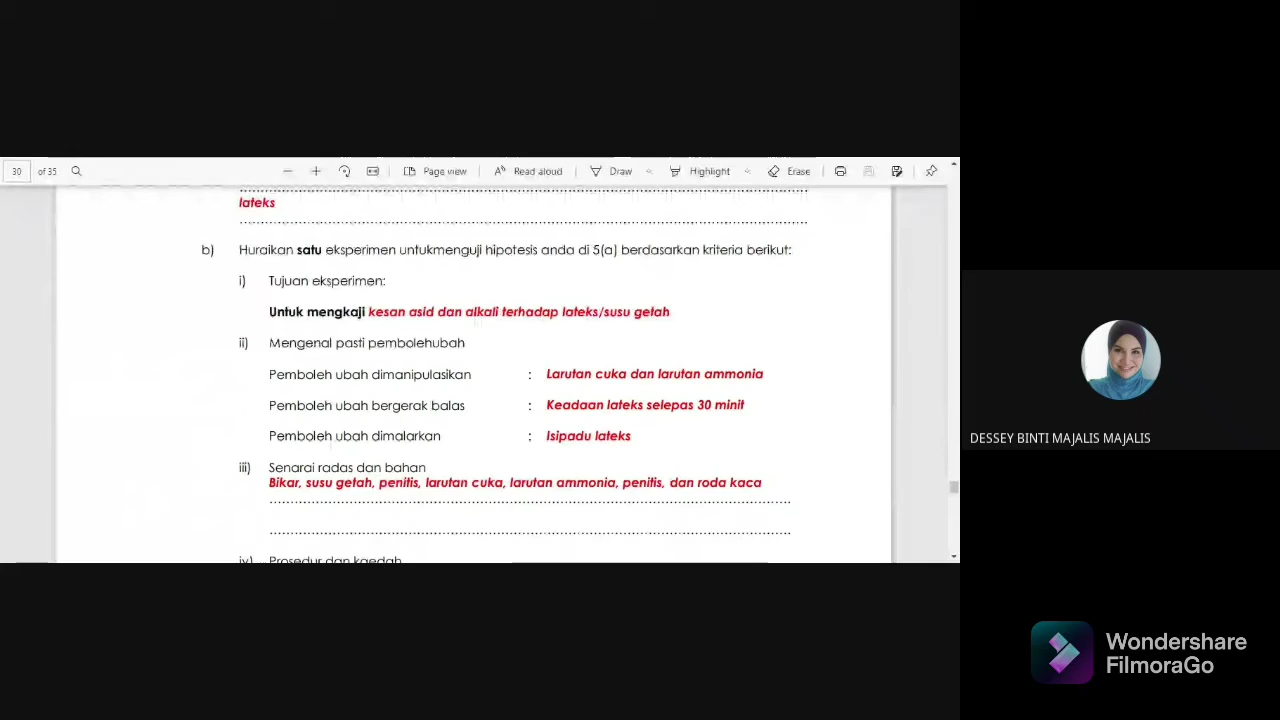 30 of 35 Page view Read aloud Draw Highlight Erase
lateks
b) Huraikan satu eksperimen untukmenguji hipotesis anda di 5(a) berdasarkan kriteria berikut:
i) Tujuan eksperimen:
Untuk mengkaji kesan asid dan alkali terhadap lateks/susu getah
ii) Mengenal pasti pembolehubah
Pemboleh ubah dimanipulasikan : Larutan cuka dan larutan ammonia
Pemboleh ubah bergerak balas : Keadaan lateks selepas 30 minit
Pemboleh ubah dimalarkan : Isipadu lateks
iii) Senarai radas dan bahan
Bikar, susu getah, penitis, larutan cuka, larutan ammonia, penitis, dan roda kaca
iv) Prosedur dan kaedah
DESSEY BINTI MAJALIS MAJALIS
Wondershare
FilmoraGo